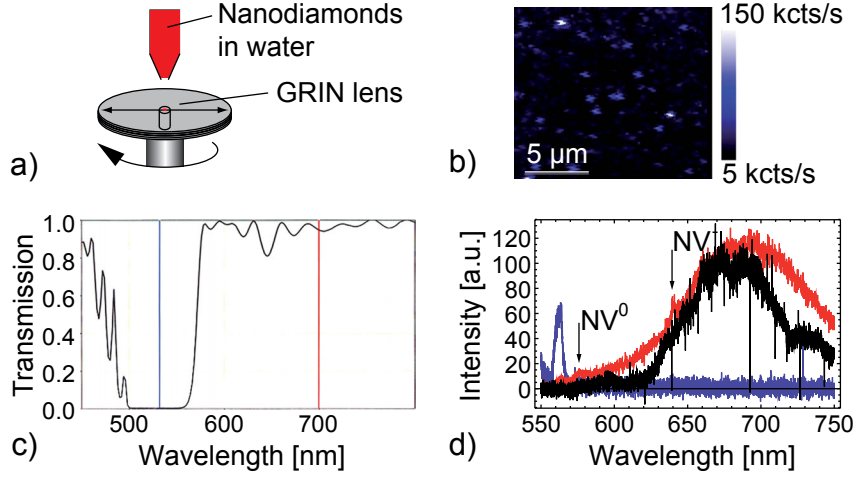 Nanodiamonds
in water
GRIN lens
a)
150 kcts/s
5 µm
5 kcts/s
b)
1.0
0.8
0.6
0.4
0.2
0.0
Transmission
500
600
700
Wavelength [nm]
c)
120
100
80
60
40
20
0
Intensity [a.u.]
NV⁻
NV⁰
550
600
650
700
750
Wavelength [nm]
d)